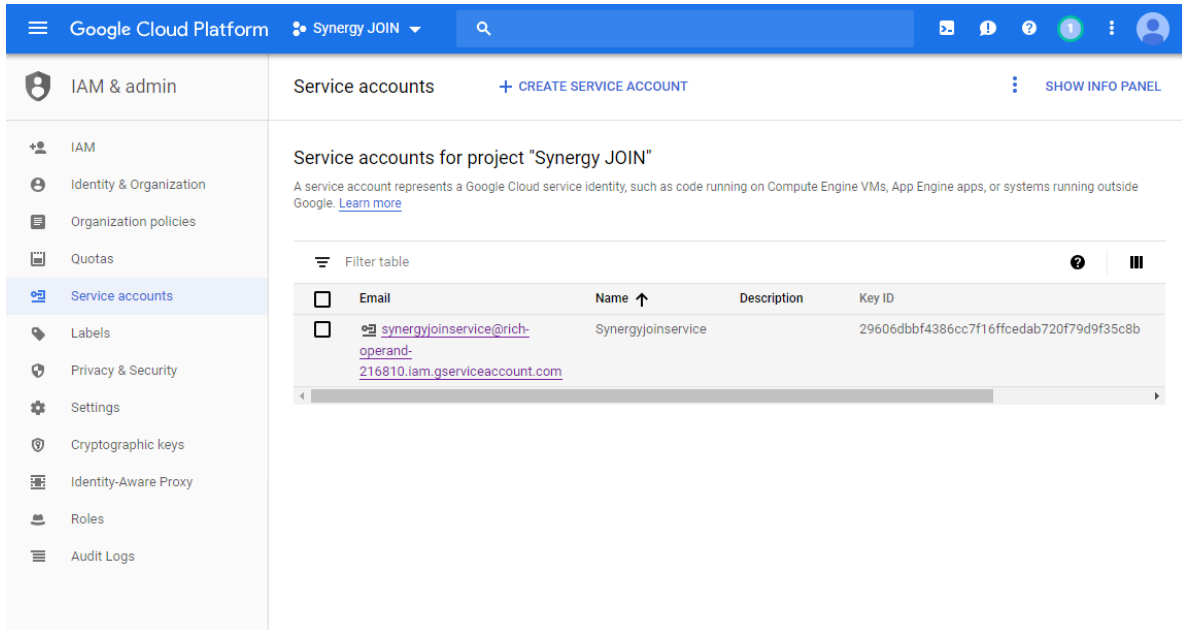 Google Cloud Platform Synergy JOIN 1
IAM & admin
Service accounts + CREATE SERVICE ACCOUNT SHOW INFO PANEL
IAM
Identity & Organization
Organization policies
Quotas
Service accounts
Labels
Privacy & Security
Settings
Cryptographic keys
Identity-Aware Proxy
Roles
Audit Logs
Service accounts for project "Synergy JOIN"
A service account represents a Google Cloud service identity, such as code running on Compute Engine VMs, App Engine apps, or systems running outside
Google. Learn more
Filter table
Email Name Description Key ID
synergyjoinservice@rich- Synergyjoinservice 29606dbbf4386cc7f16ffcedab720f79d9f35c8b
operand-
216810.iam.gserviceaccount.com